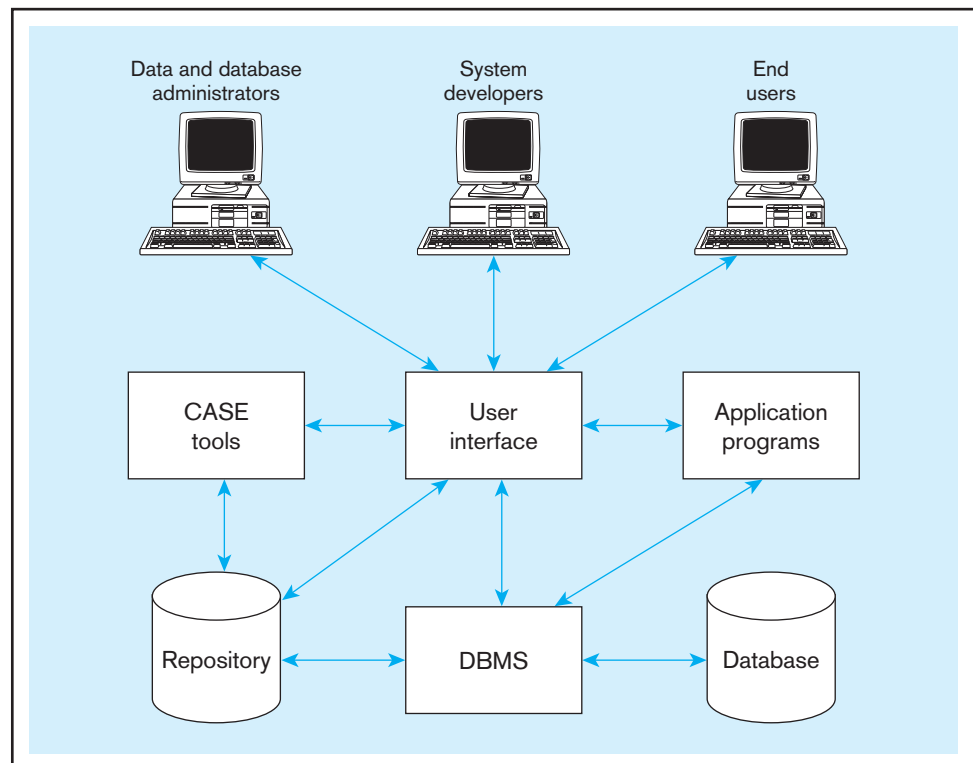 Data and database
administrators
System
developers
End
users
CASE
tools
User
interface
Application
programs
Repository
DBMS
Database